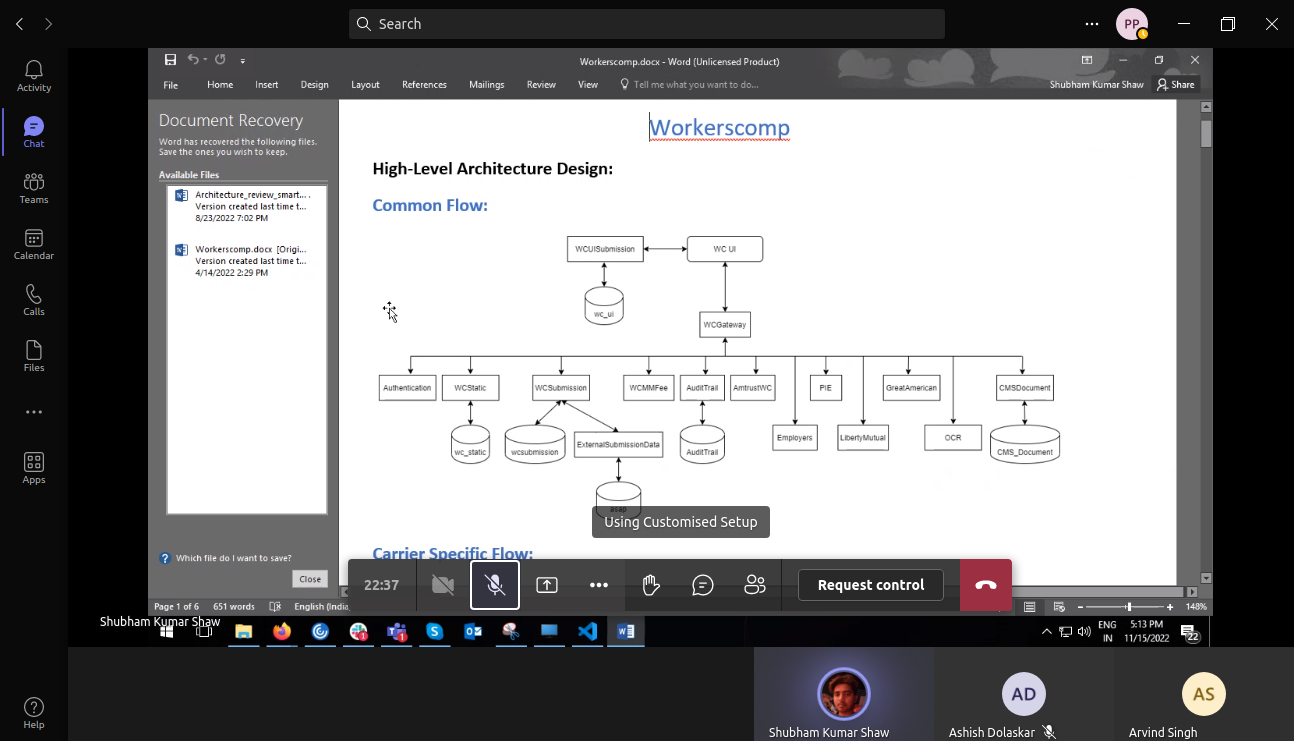 Search
PP
Activity
Chat
Teams
Calendar
Calls
Files
Apps
Help
Workerscomp.docx - Word (Unlicensed Product)
File Home Insert Design Layout References Mailings Review View Tell me what you want to do...
Shubham Kumar Shaw Share
Document Recovery
Word has recovered the following files.
Save the ones you wish to keep.
Available Files
Architecture_review_smart....
Version created last time t...
8/23/2022 7:02 PM
Workerscomp.docx [Origi...
Version created last time t...
4/14/2022 2:29 PM
Which file do I want to save?
Close
Workerscomp
High-Level Architecture Design:
Common Flow:
WCUISubmission WC UI
wc_ui
WCGateway
Authentication WCStatic WCSubmission WCMMFee AuditTrail AmtrustWC PIE GreatAmerican CMSDocument
Employers LibertyMutual OCR
wc_static wcsubmission ExternalSubmissionData AuditTrail CMS_Document
asap
Using Customised Setup
Carrier Specific Flow:
22:37 Request control
Page 1 of 6 651 words English (India
148%
Shubham Kumar Shaw
ENG
IN
5:13 PM
11/15/2022
22
AD
AS
Shubham Kumar Shaw
Ashish Dolaskar
Arvind Singh